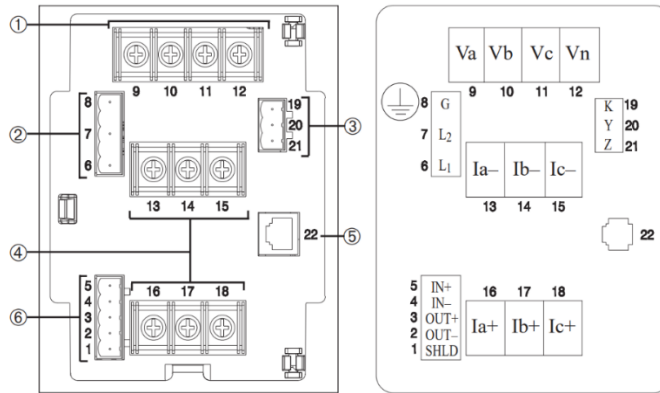 ①
9 10 11 12
8
7
6
②
19
20
21
③
13 14 15
④
22 ⑤
16 17 18
5
4
3
2
1
⑥
Va Vb Vc Vn
9 10 11 12
8 G
7 L2
6 L1
K 19
Y 20
Z 21
Ia– Ib– Ic–
13 14 15
22
5 IN+
4 IN–
3 OUT+
2 OUT–
1 SHLD
16 17 18
Ia+ Ib+ Ic+